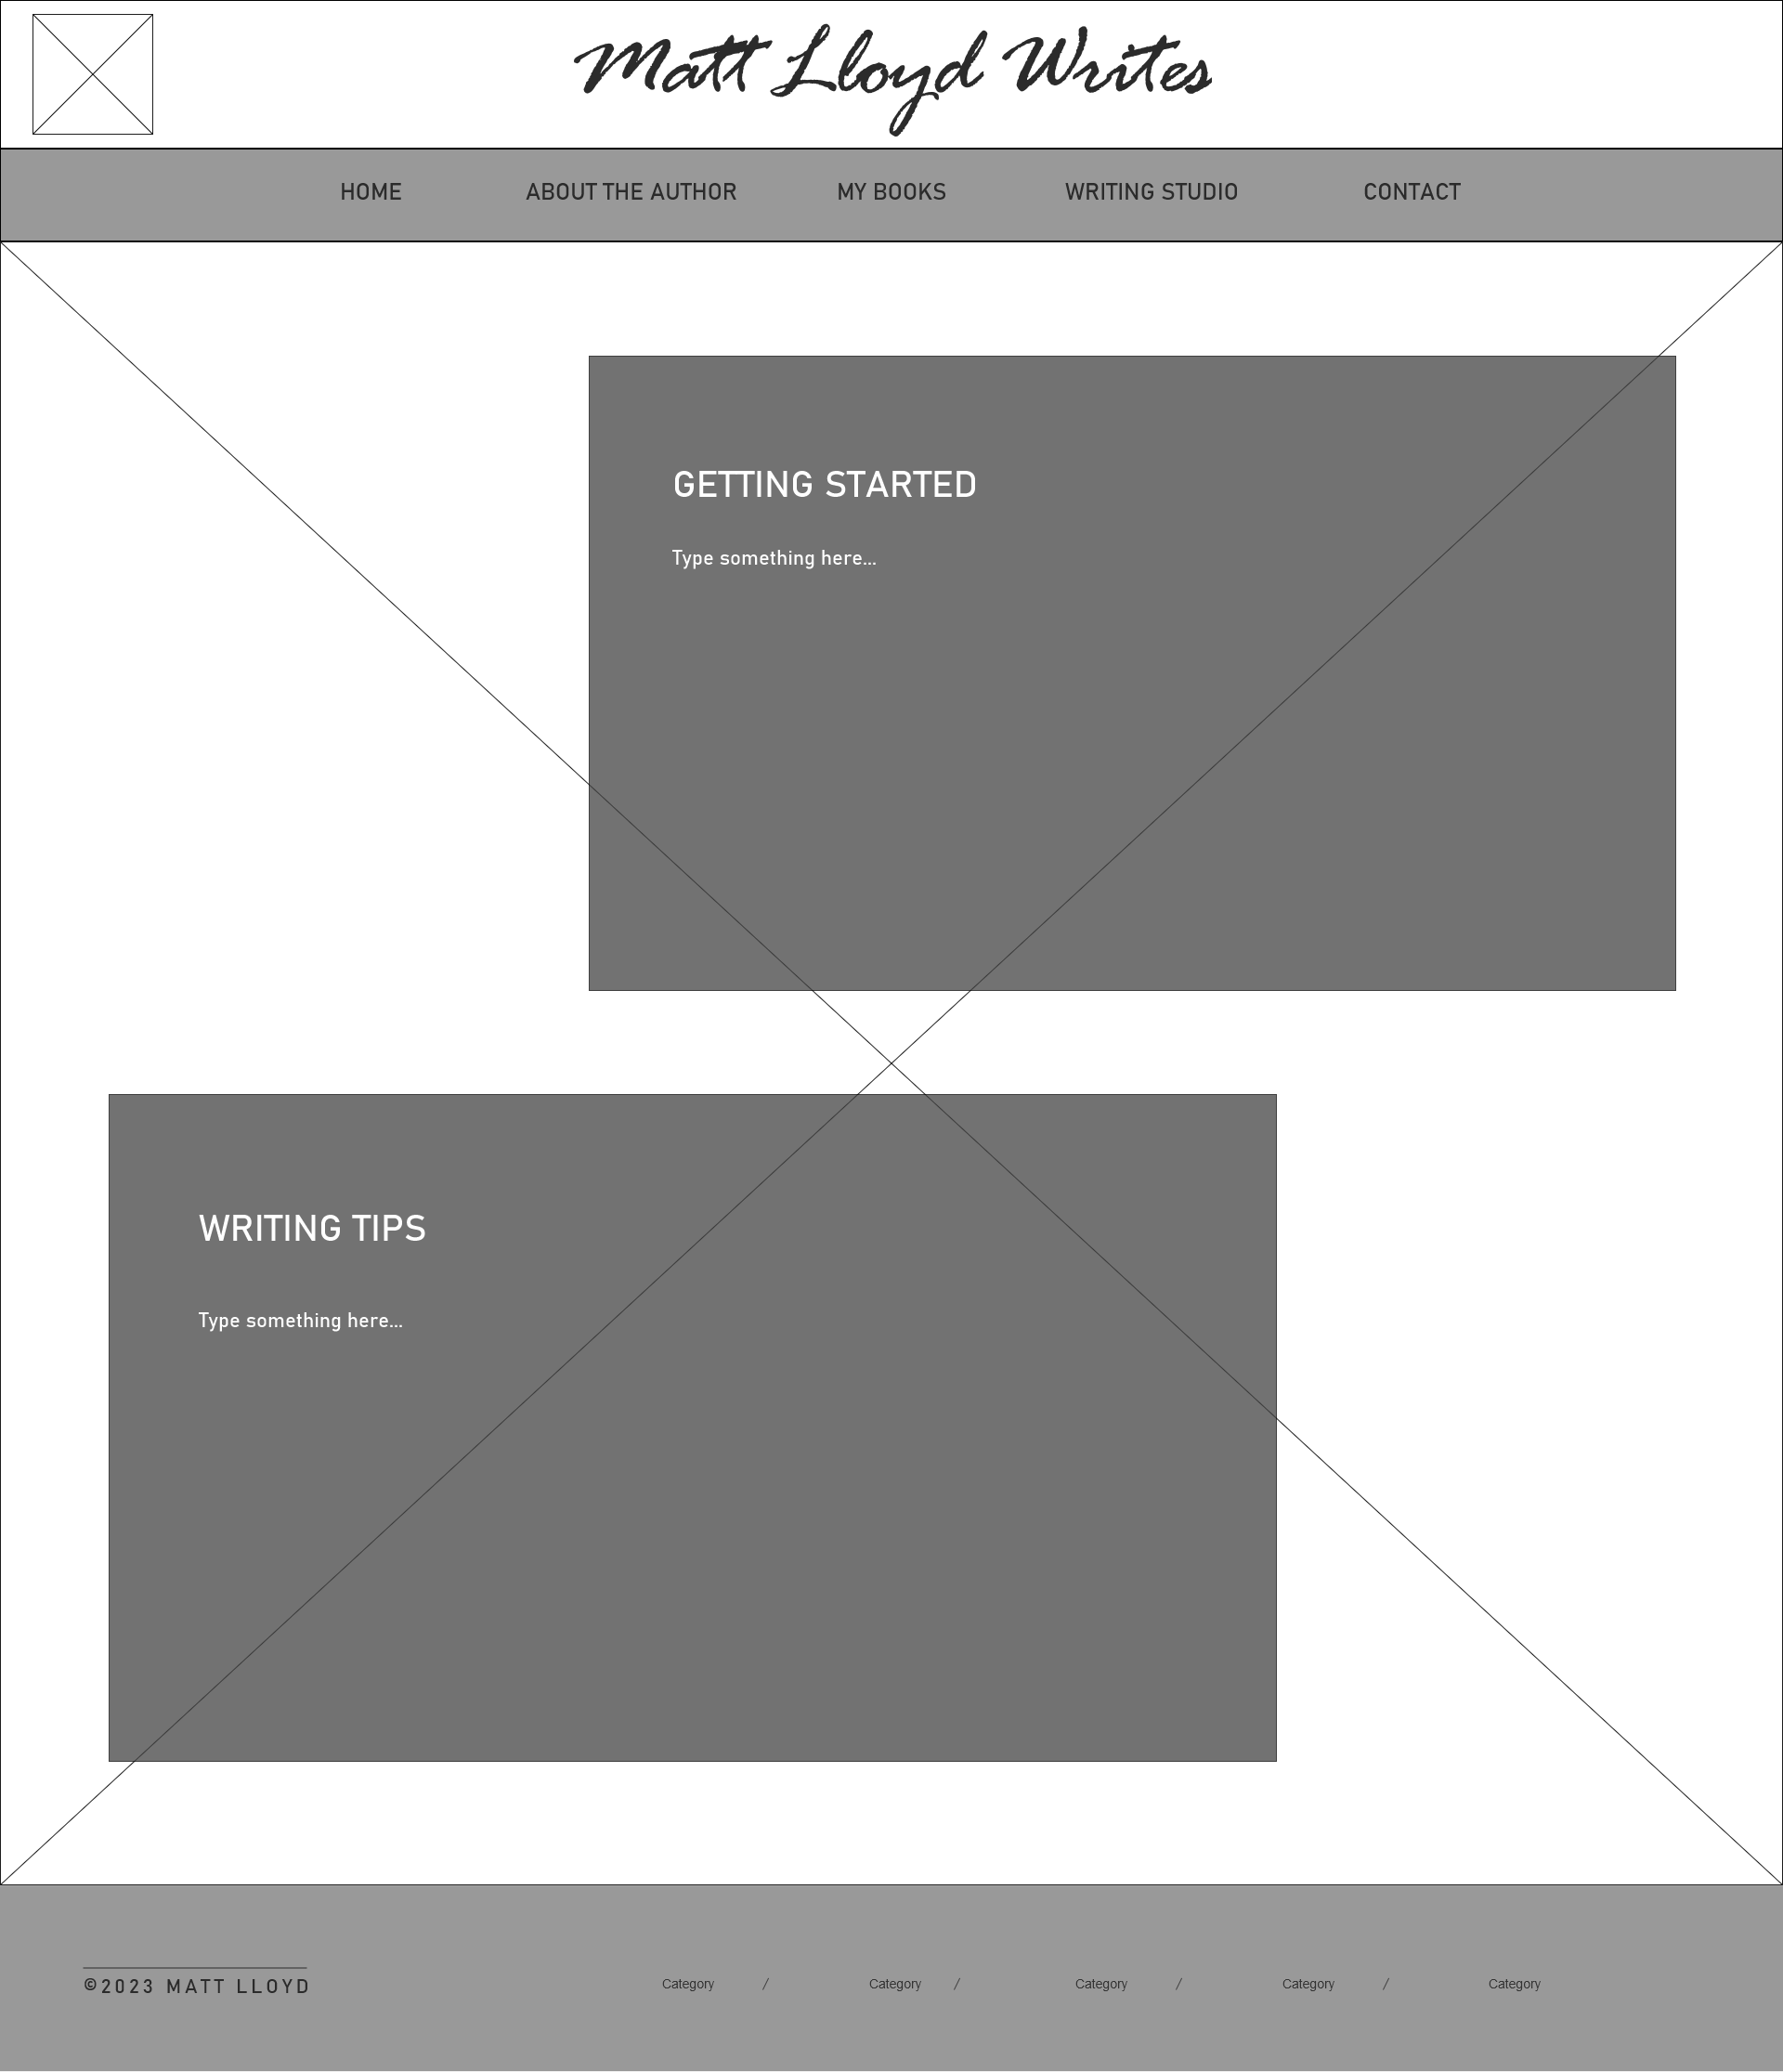 Matt Lloyd Writes
HOME ABOUT THE AUTHOR MY BOOKS WRITING STUDIO CONTACT
GETTING STARTED
Type something here...
WRITING TIPS
Type something here...
©2023 MATT LLOYD
Category / Category / Category / Category / Category